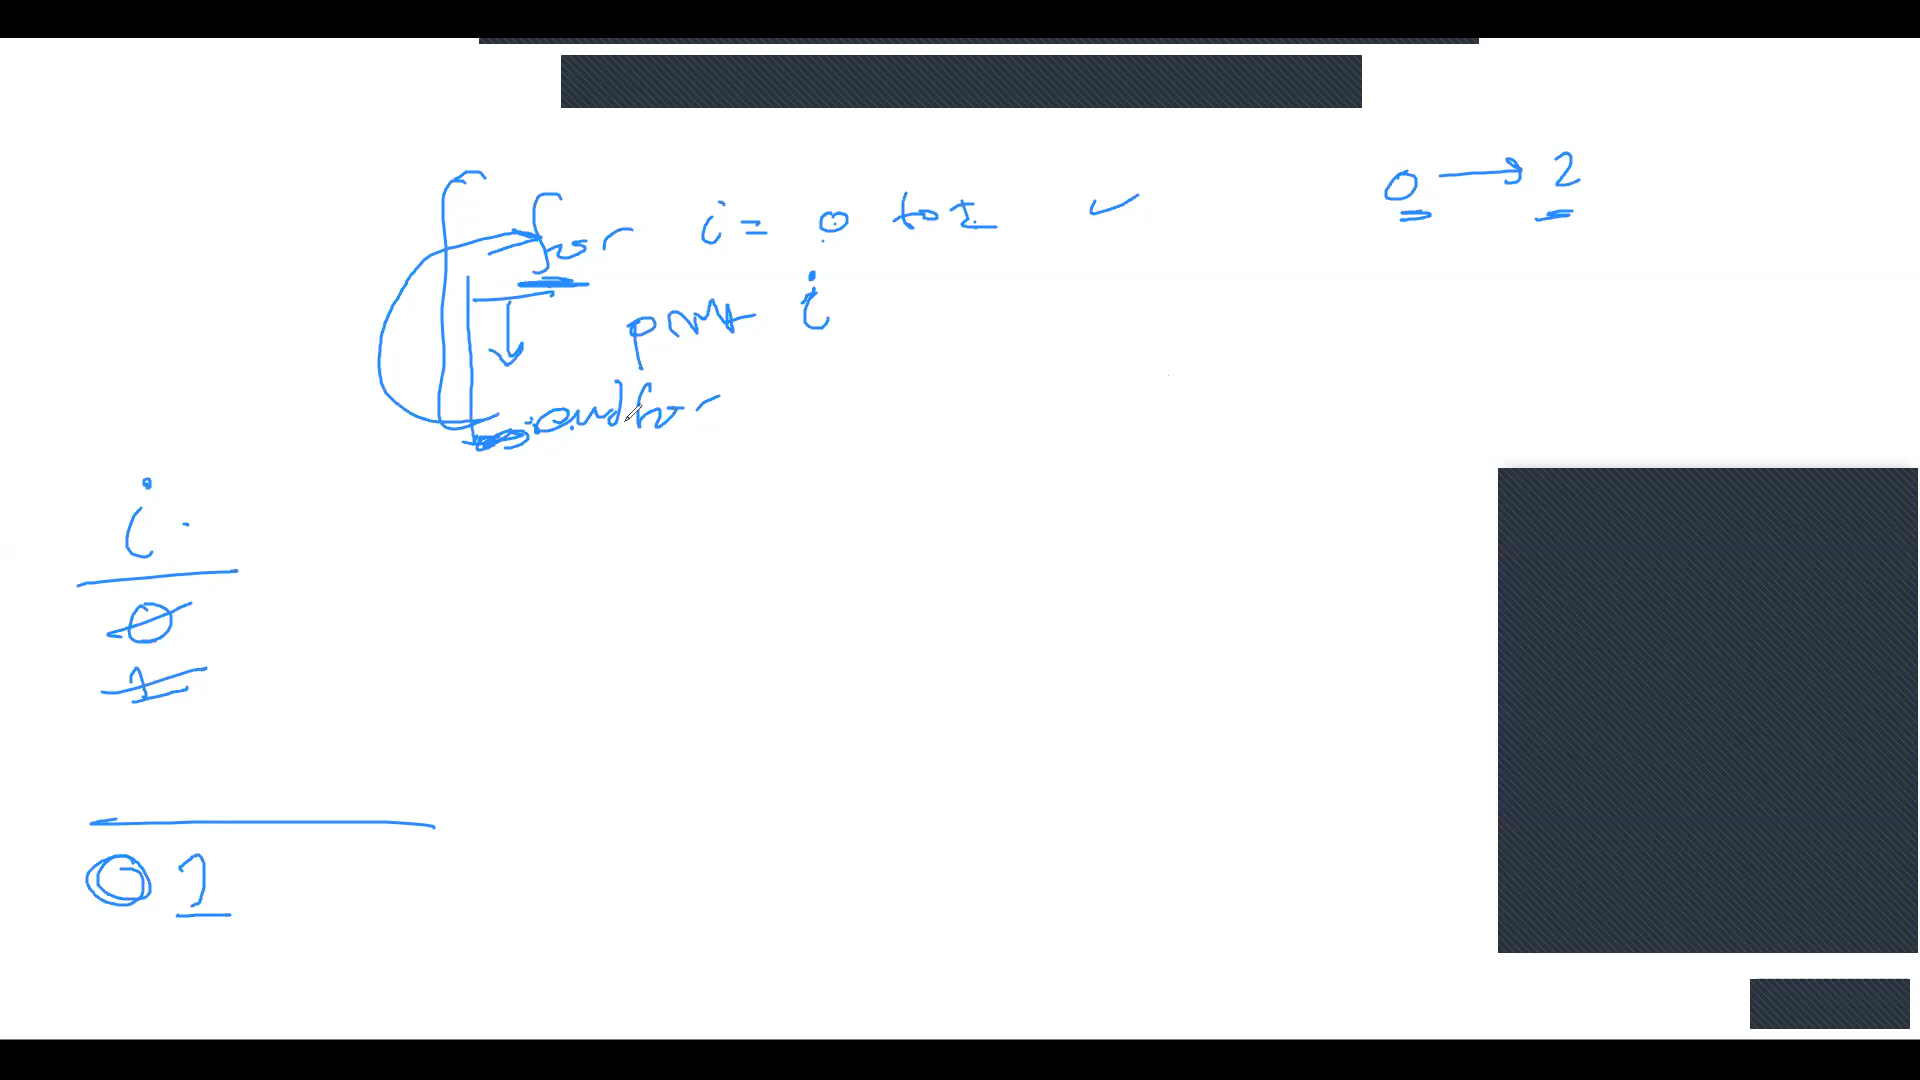 0 → 2
for i = 0 to 1
print i
endfor
i
0
1
0 1